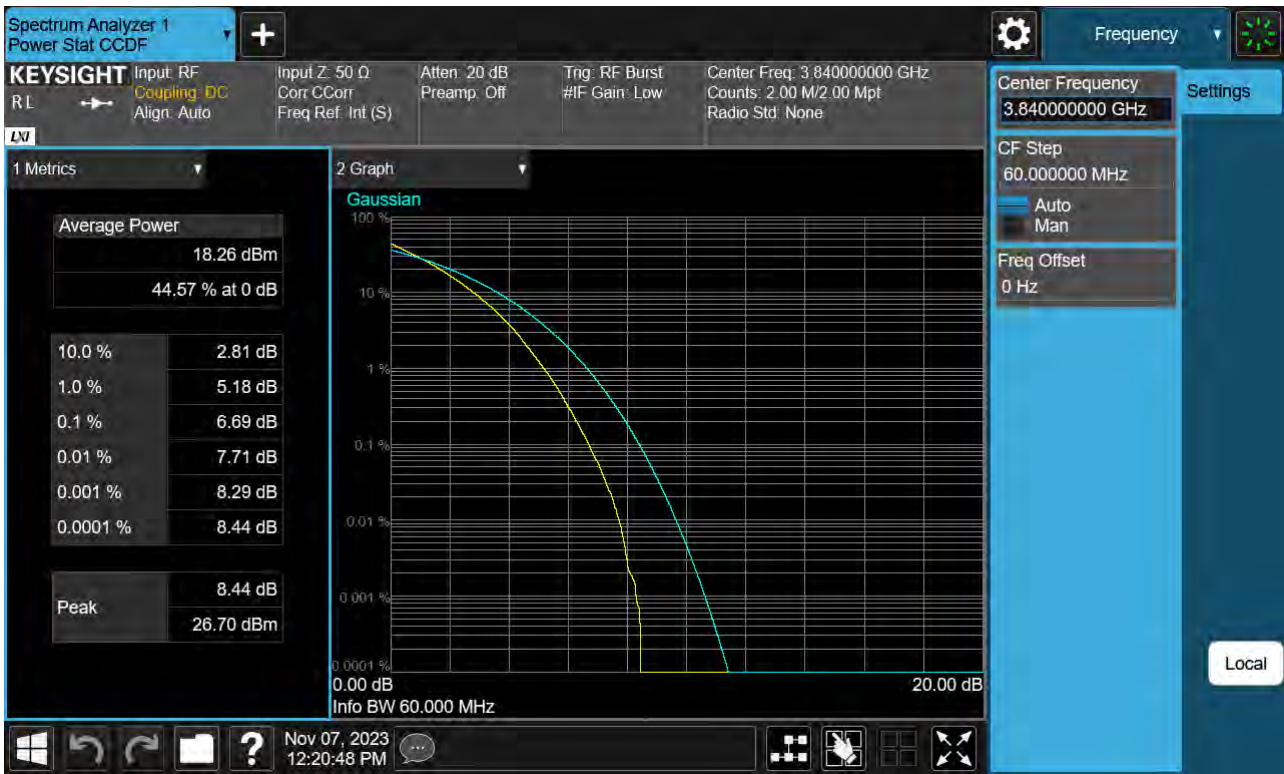 Spectrum Analyzer 1
Power Stat CCDF
Frequency
KEYSIGHT
RL
LXI
Input: RF
Coupling: DC
Align: Auto
Input Z: 50 Ω
Corr CCorr
Freq Ref: Int (S)
Atten: 20 dB
Preamp: Off
Trig: RF Burst
#IF Gain: Low
Center Freq: 3.840000000 GHz
Counts: 2.00 M/2.00 Mpt
Radio Std: None
Center Frequency
3.840000000 GHz
Settings
CF Step
60.000000 MHz
Auto
Man
Freq Offset
0 Hz
1 Metrics
Average Power
18.26 dBm
44.57 % at 0 dB
10.0 % 2.81 dB
1.0 % 5.18 dB
0.1 % 6.69 dB
0.01 % 7.71 dB
0.001 % 8.29 dB
0.0001 % 8.44 dB
Peak
8.44 dB
26.70 dBm
2 Graph
Gaussian
100 %
10 %
1 %
0.1 %
0.01 %
0.001 %
0.0001 %
0.00 dB 20.00 dB
Info BW 60.000 MHz
Local
?
Nov 07, 2023
12:20:48 PM